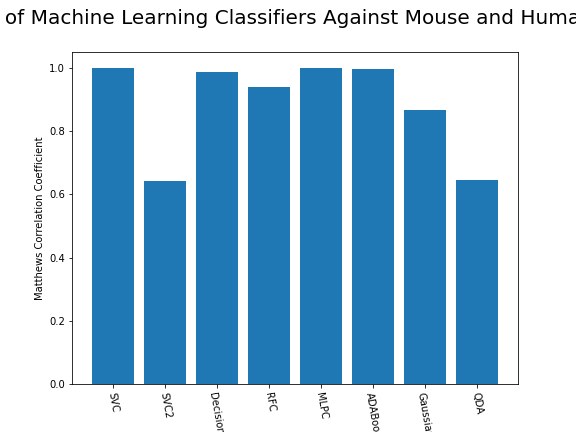 of Machine Learning Classifiers Against Mouse and Huma
1.0
0.8
0.6
0.4
0.2
0.0
Matthews Correlation Coefficient
SVC
SVC2
Decision
RFC
MLPC
ADABoo
Gaussia
QDA